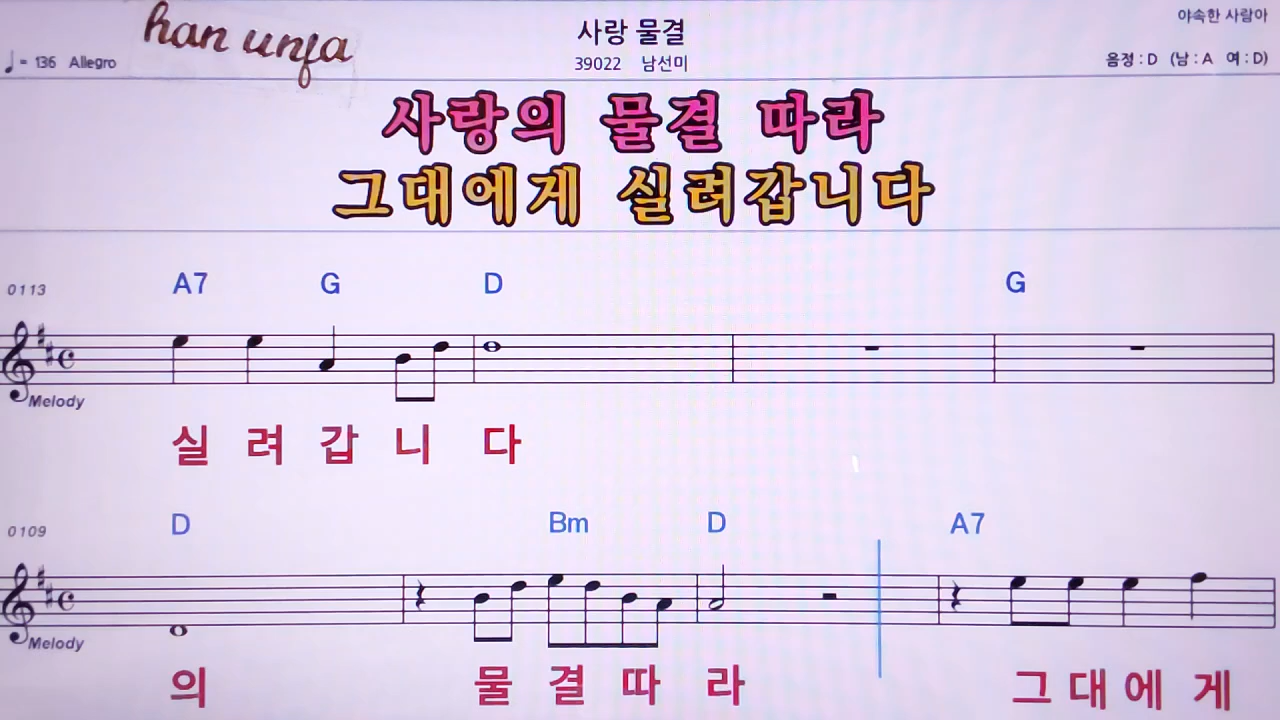 han unja
사랑 물결
야속한 사람아
♩= 136 Allegro
39022 남선미
음정 : D (남 : A 여 : D)
사랑의 물결 따라
그대에게 실려갑니다
0113 A7 G D G
Melody
실 려 갑 니 다
0109 D Bm D A7
Melody
의 물 결 따 라 그 대 에 게